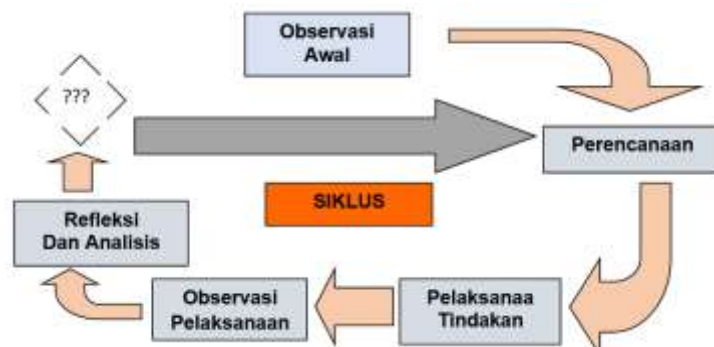 Observasi
Awal
???
Perencanaan
SIKLUS
Refleksi
Dan Analisis
Observasi
Pelaksanaan
Pelaksanaa
Tindakan